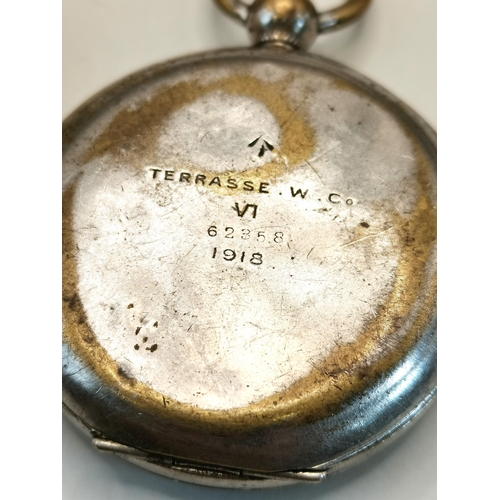 TERRASSE . W . Co
VI
62358
1918